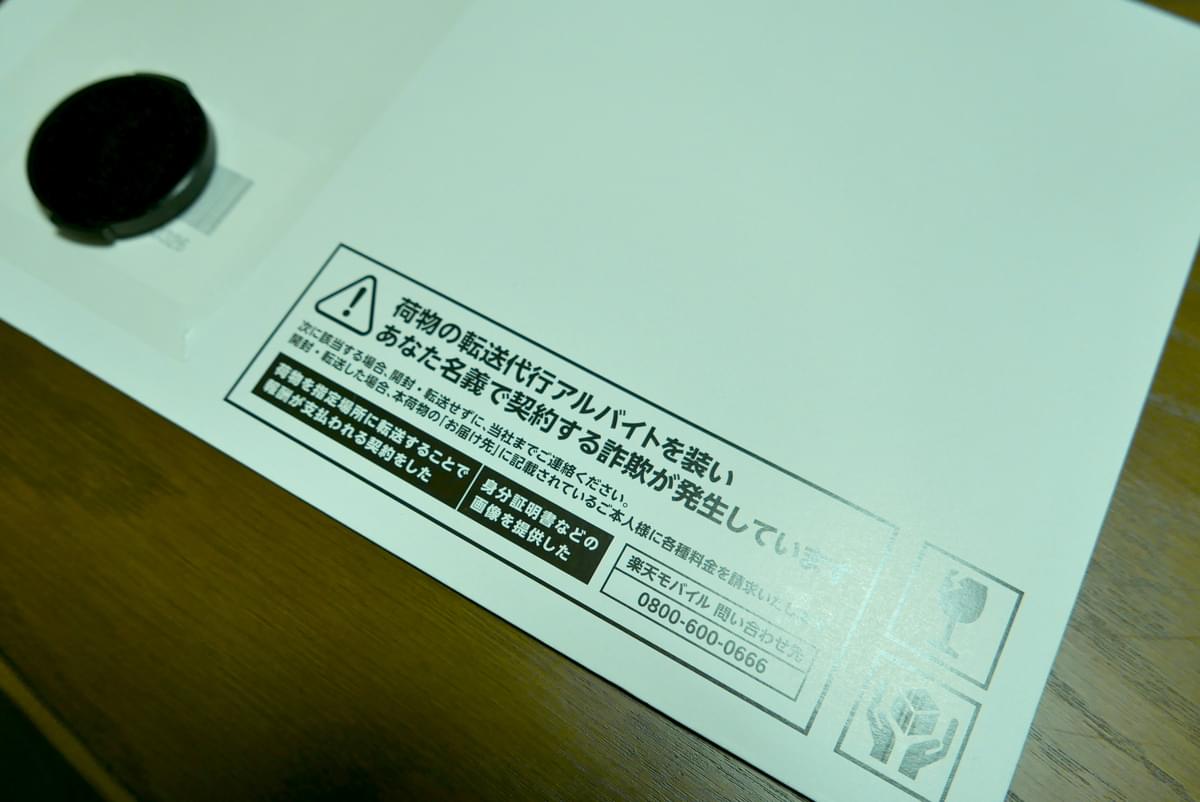 荷物の転送代行アルバイトを装い
あなた名義で契約する詐欺が発生しています
次に該当する場合、開封・転送せずに、当社までご連絡ください。
開封・転送した場合、本荷物の「お届け先」に記載されているご本人様に各種料金を請求いたします。
荷物を指定場所に転送することで
報酬が支払われる契約をした
身分証明書などの
画像を提供した
楽天モバイル 問い合わせ先
0800-600-0666